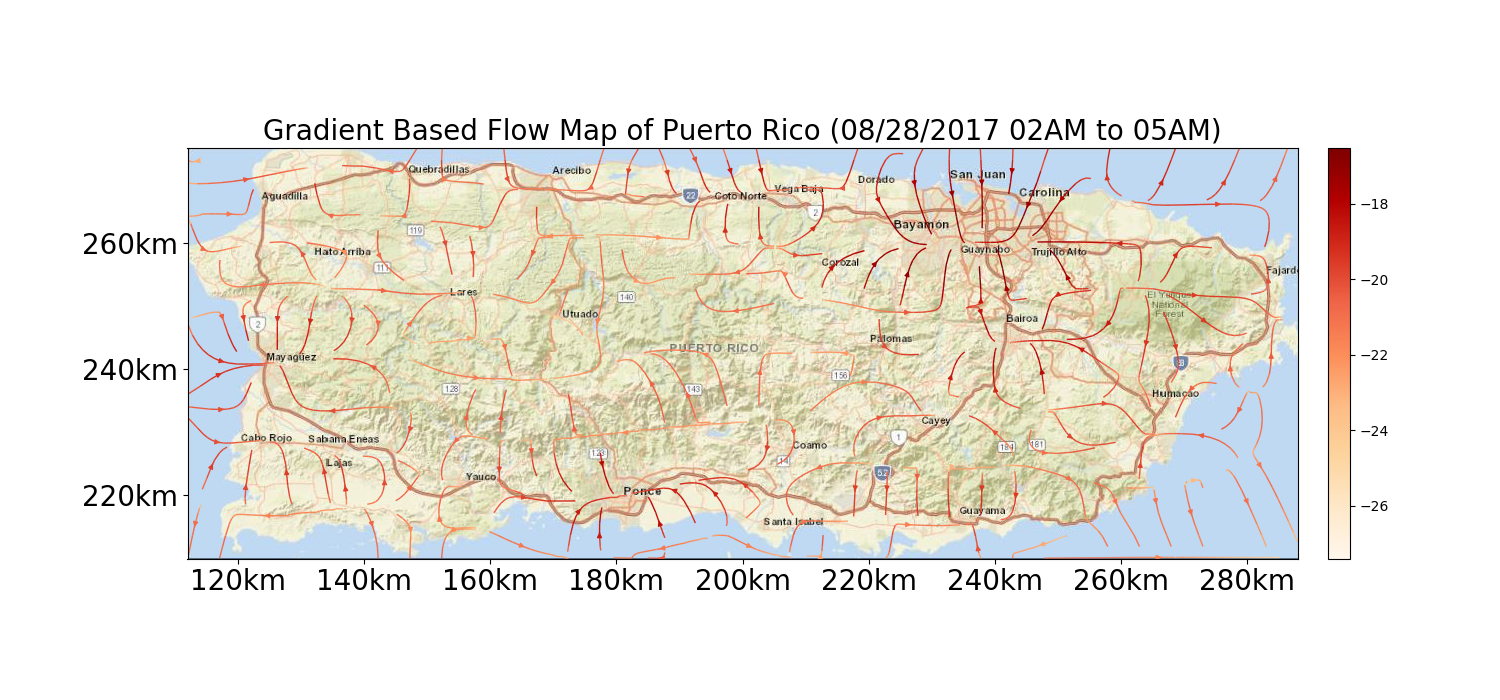 Gradient Based Flow Map of Puerto Rico (08/28/2017 02AM to 05AM)
Quebradillas
Arecibo
San Juan
Dorado
Aguadilla
22
Coto Norte
Vega Baja
Carolina
2
Bayamón
119
260km
Hato Arriba
Guaynabo
Trujillo Alto
111
Corozal
Fajardo
Lares
140
El Yunque
National
Forest
Utuado
2
Bairoa
Palomas
PUERTO RICO
Mayagüez
240km
156
128
143
Humacao
Cayey
Cabo Rojo
Sabana Eneas
1
Coamo
184
181
123
Lajas
14
52
Yauco
Ponce
220km
Santa Isabel
Guayama
120km
140km
160km
180km
200km
220km
240km
260km
280km
−18
−20
−22
−24
−26